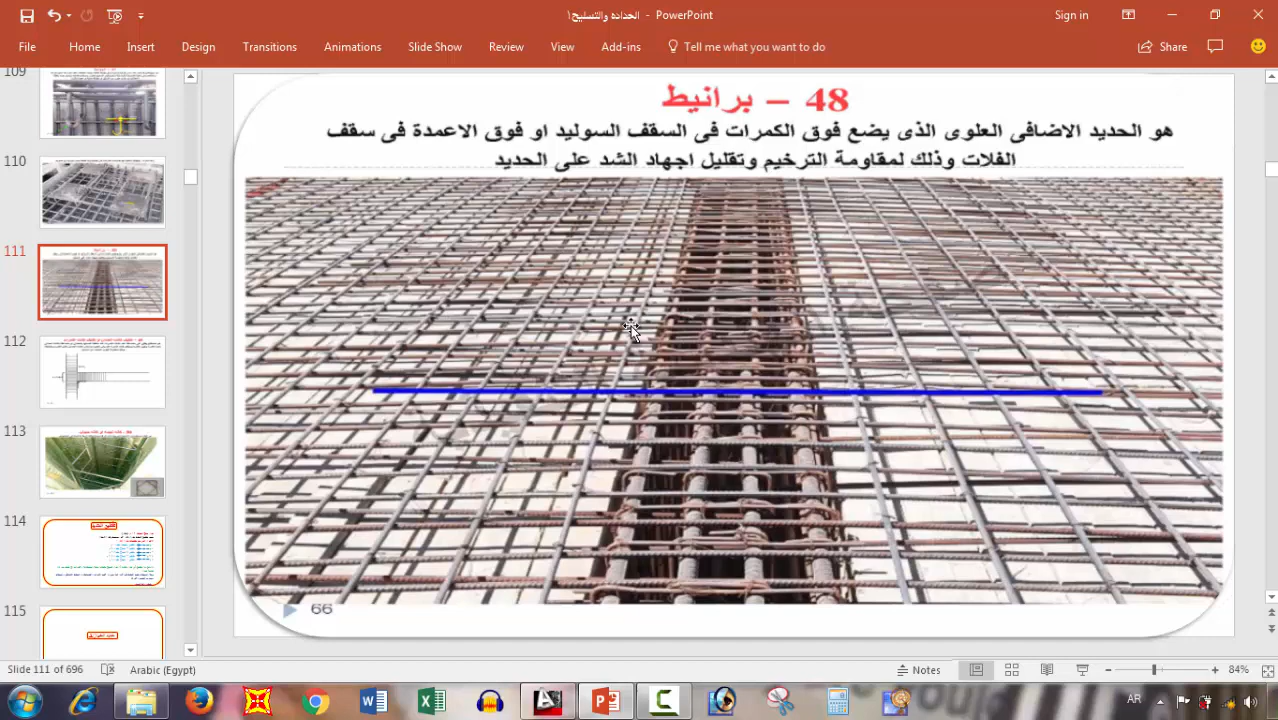 الحداده والتسليح١ - PowerPoint
Sign in
File
Home
Insert
Design
Transitions
Animations
Slide Show
Review
View
Add-ins
Tell me what you want to do
Share
109
110
111
112
113
114
115
48 – برانيط
هو الحديد الاضافى العلوى الذى يضع فوق الكمرات فى السقف السوليد او فوق الاعمدة فى سقف
الفلات وذلك لمقاومة الترخيم وتقليل اجهاد الشد على الحديد
66
Slide 111 of 696
Arabic (Egypt)
Notes
84%
AR